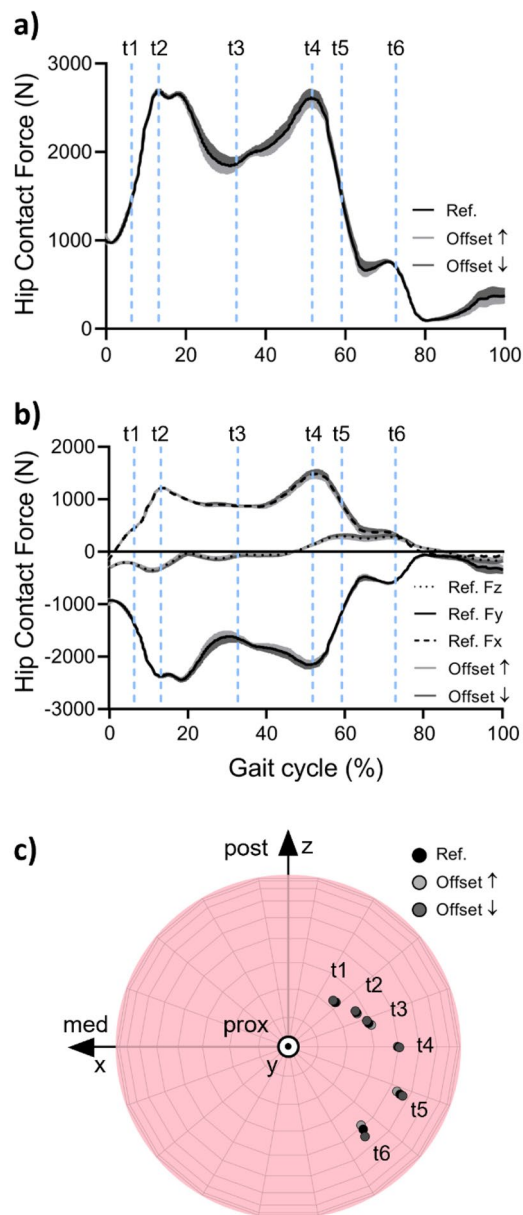 a)
t1 t2 t3 t4 t5 t6
Hip Contact Force (N)
3000
2000
1000
0
Ref.
Offset ↑
Offset ↓
0 20 40 60 80 100
b)
t1 t2 t3 t4 t5 t6
Hip Contact Force (N)
2000
1000
0
-1000
-2000
-3000
Ref. Fz
Ref. Fy
Ref. Fx
Offset ↑
Offset ↓
0 20 40 60 80 100
Gait cycle (%)
c)
post z
Ref.
Offset ↑
Offset ↓
t1
t2
t3
med
prox
t4
x
y
t5
t6